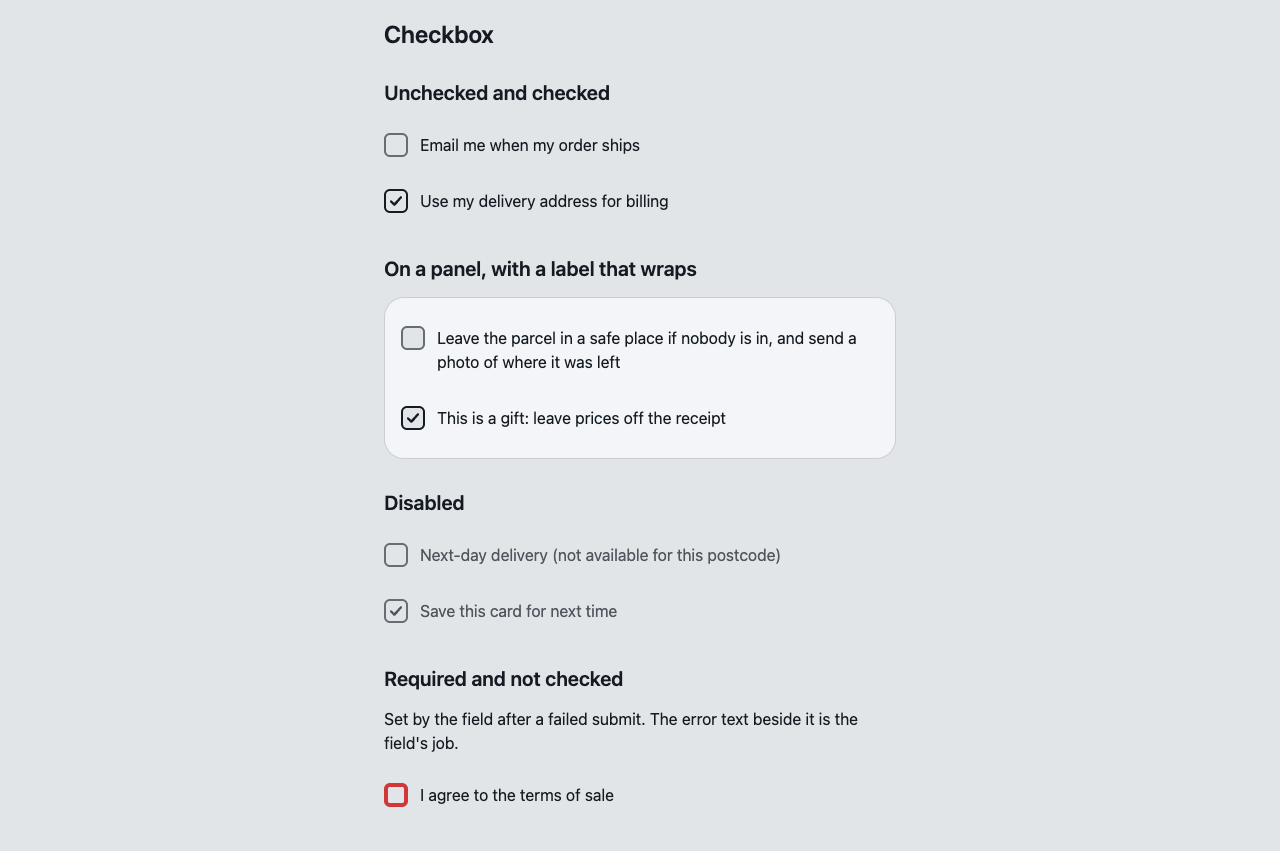 Checkbox
Unchecked and checked
Email me when my order ships
Use my delivery address for billing
On a panel, with a label that wraps
Leave the parcel in a safe place if nobody is in, and send a
photo of where it was left
This is a gift: leave prices off the receipt
Disabled
Next-day delivery (not available for this postcode)
Save this card for next time
Required and not checked
Set by the field after a failed submit. The error text beside it is the
field's job.
I agree to the terms of sale